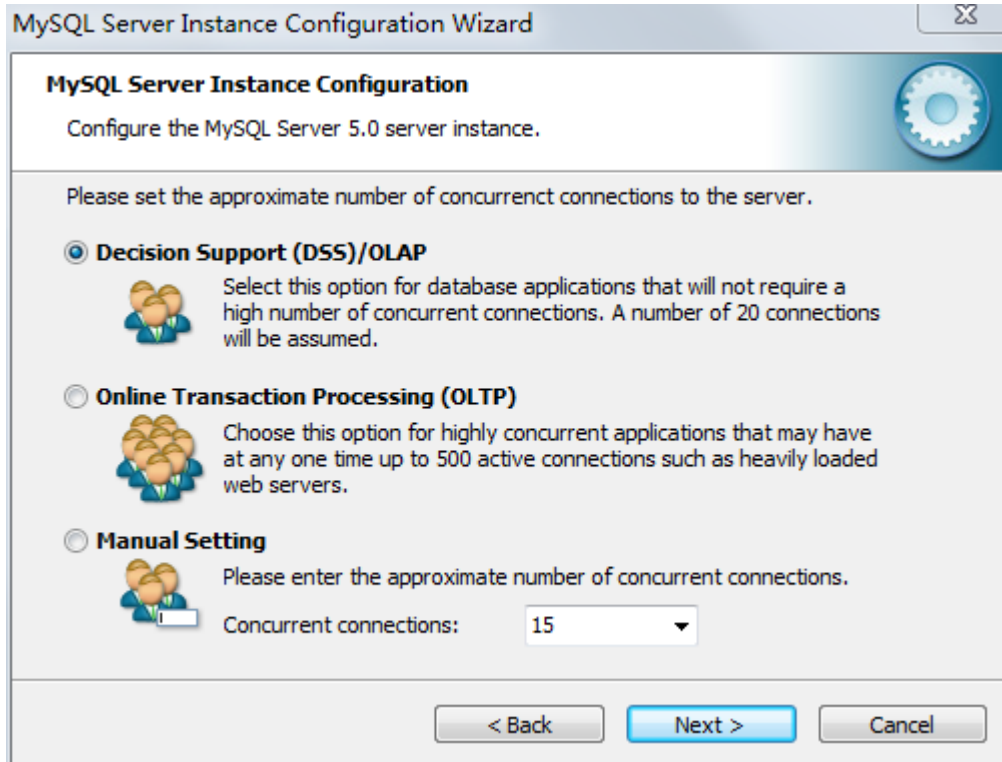 MySQL Server Instance Configuration Wizard
MySQL Server Instance Configuration
Configure the MySQL Server 5.0 server instance.
Please set the approximate number of concurrenct connections to the server.
Decision Support (DSS)/OLAP
Select this option for database applications that will not require a
high number of concurrent connections. A number of 20 connections
will be assumed.
Online Transaction Processing (OLTP)
Choose this option for highly concurrent applications that may have
at any one time up to 500 active connections such as heavily loaded
web servers.
Manual Setting
Please enter the approximate number of concurrent connections.
Concurrent connections: 15
< Back Next > Cancel